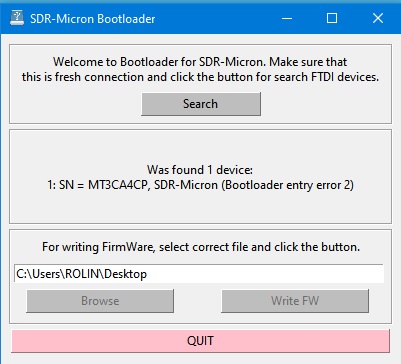 SDR-Micron Bootloader
Welcome to Bootloader for SDR-Micron. Make sure that
this is fresh connection and click the button for search FTDI devices.
Search
Was found 1 device:
1: SN = MT3CA4CP, SDR-Micron (Bootloader entry error 2)
For writing FirmWare, select correct file and click the button.
C:\Users\ROLIN\Desktop
Browse
Write FW
QUIT